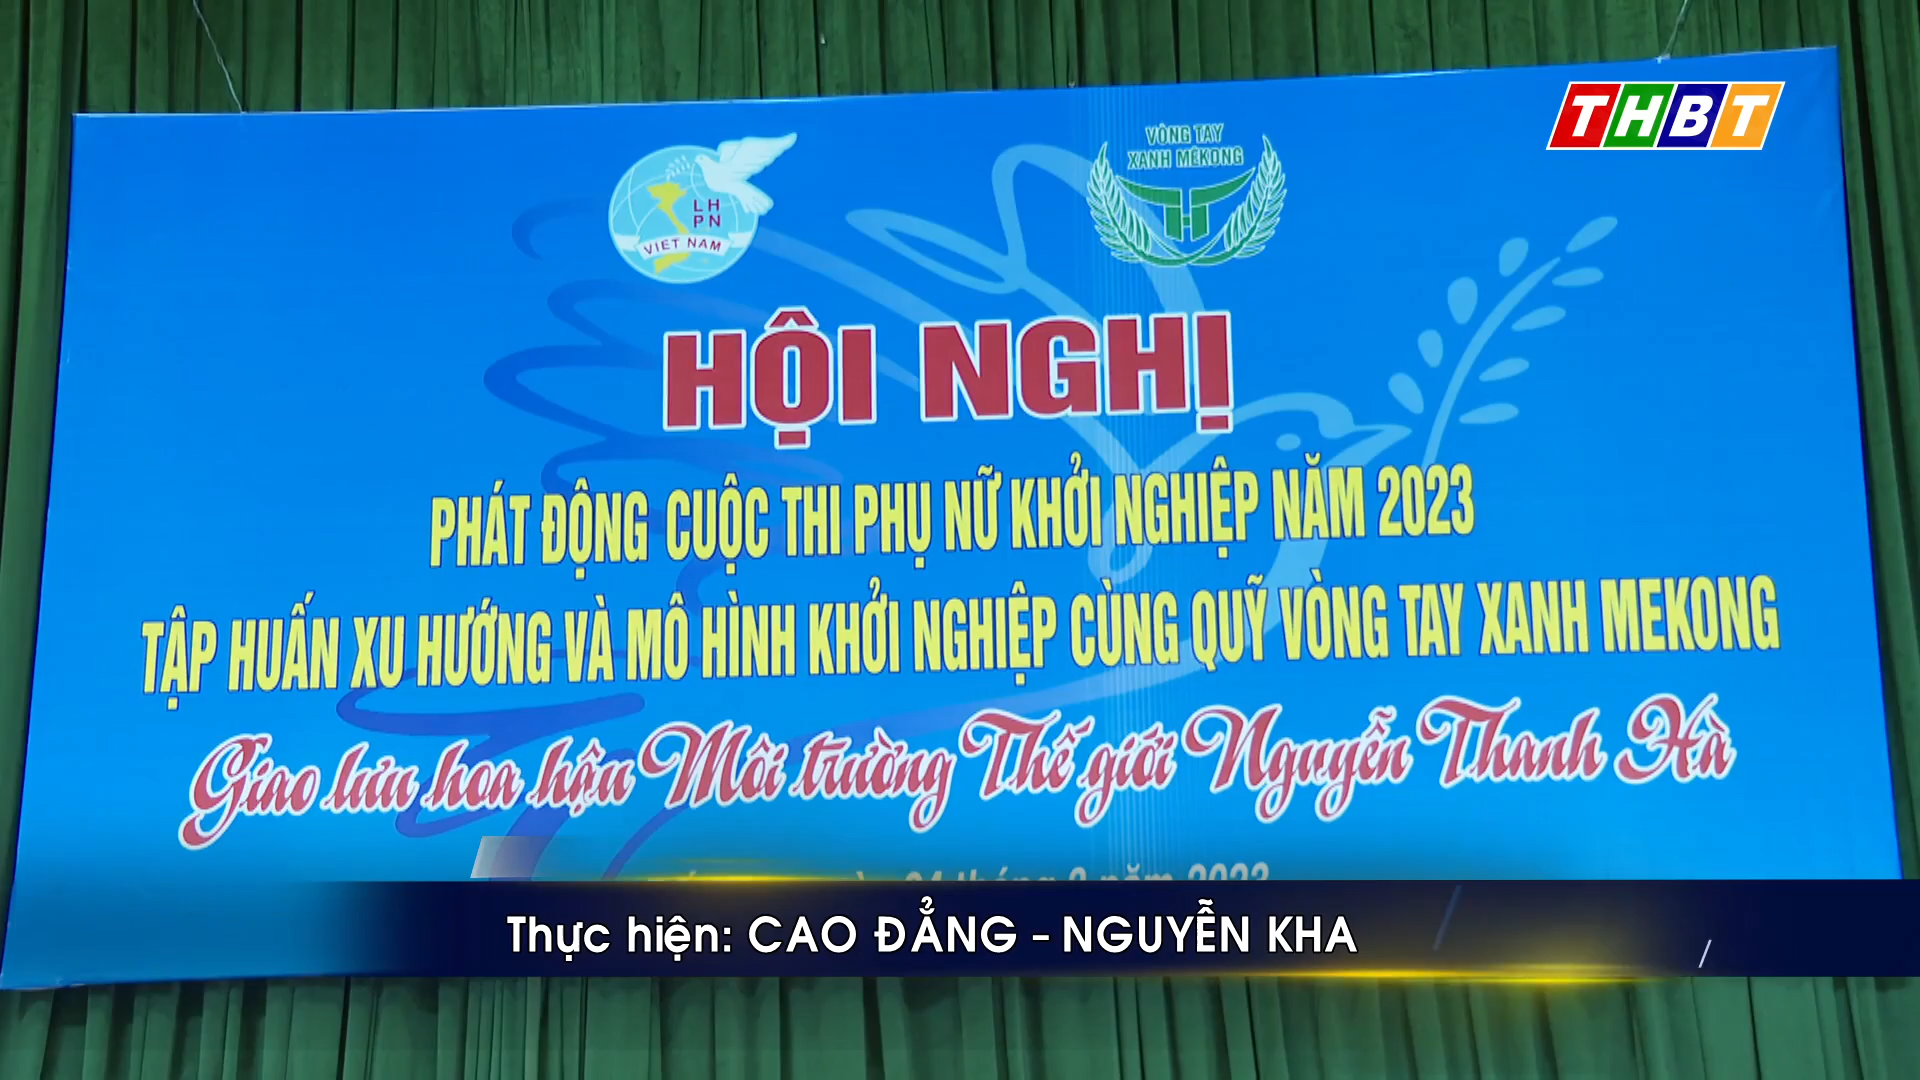 THBT
VÒNG TAY
XANH MÊKONG
LH
PN
VIET NAM
HỘI NGHỊ
PHÁT ĐỘNG CUỘC THI PHỤ NỮ KHỞI NGHIỆP NĂM 2023
TẬP HUẤN XU HƯỚNG VÀ MÔ HÌNH KHỞI NGHIỆP CÙNG QUỸ VÒNG TAY XANH MEKONG
Giao lưu hoa hậu Môi trường Thế giới Nguyễn Thanh Hà
Thực hiện: CAO ĐẲNG - NGUYỄN KHA